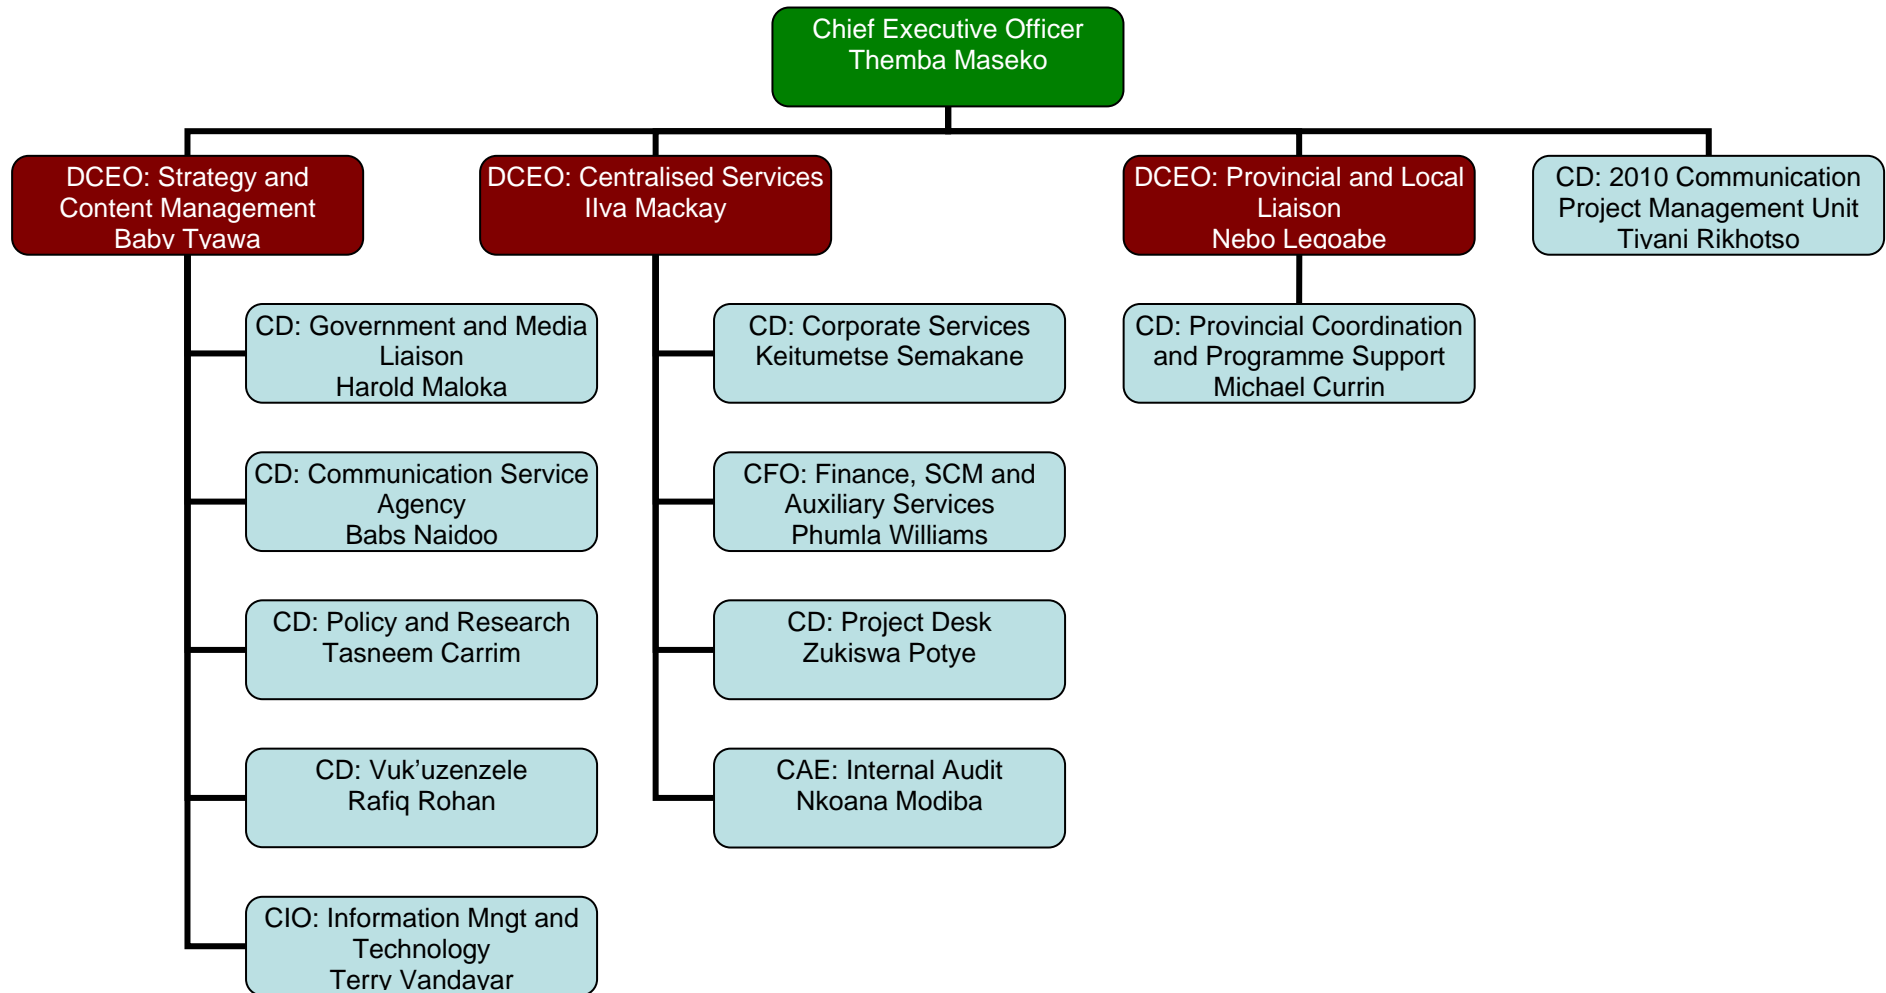 Chief Executive Officer
Themba Maseko
DCEO: Strategy and
Content Management
Baby Tyawa
DCEO: Centralised Services
Ilva Mackay
DCEO: Provincial and Local
Liaison
Nebo Legoabe
CD: 2010 Communication
Project Management Unit
Tiyani Rikhotso
CD: Government and Media
Liaison
Harold Maloka
CD: Corporate Services
Keitumetse Semakane
CD: Provincial Coordination
and Programme Support
Michael Currin
CD: Communication Service
Agency
Babs Naidoo
CFO: Finance, SCM and
Auxiliary Services
Phumla Williams
CD: Policy and Research
Tasneem Carrim
CD: Project Desk
Zukiswa Potye
CD: Vuk’uzenzele
Rafiq Rohan
CAE: Internal Audit
Nkoana Modiba
CIO: Information Mngt and
Technology
Terry Vandayar